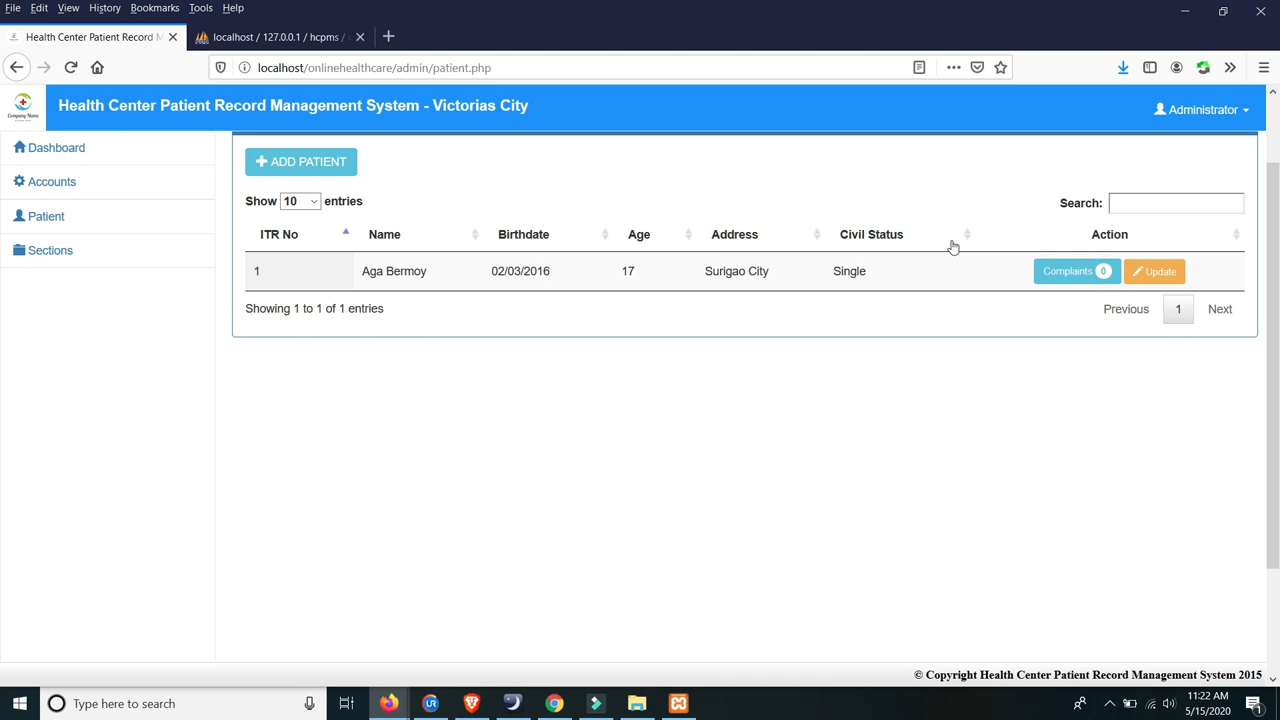 File Edit View History Bookmarks Tools Help
Health Center Patient Record M
localhost / 127.0.0.1 / hcpms /
localhost/onlinehealthcare/admin/patient.php
Company Name
Health Center Patient Record Management System - Victorias City
Administrator
Dashboard
Accounts
Patient
Sections
ADD PATIENT
Show 10 entries
Search:
ITR No Name Birthdate Age Address Civil Status Action
1 Aga Bermoy 02/03/2016 17 Surigao City Single Complaints 0 Update
Showing 1 to 1 of 1 entries
Previous 1 Next
© Copyright Health Center Patient Record Management System 2015
Type here to search
UR
11:22 AM
5/15/2020
1